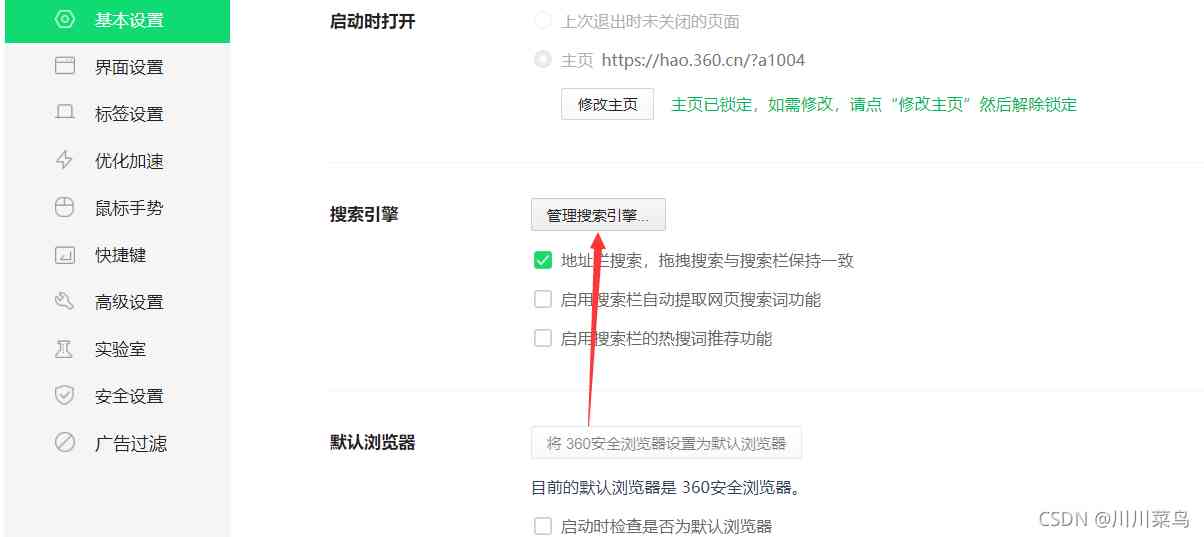 基本设置
界面设置
标签设置
优化加速
鼠标手势
快捷键
高级设置
实验室
安全设置
广告过滤
启动时打开
上次退出时未关闭的页面
主页 https://hao.360.cn/?a1004
修改主页 主页已锁定，如需修改，请点“修改主页”然后解除锁定
搜索引擎
管理搜索引擎...
地址栏搜索，拖拽搜索与搜索栏保持一致
启用搜索栏自动提取网页搜索词功能
启用搜索栏的热搜词推荐功能
默认浏览器
将 360安全浏览器设置为默认浏览器
目前的默认浏览器是 360安全浏览器。
启动时检查是否为默认浏览器
CSDN @川川菜鸟